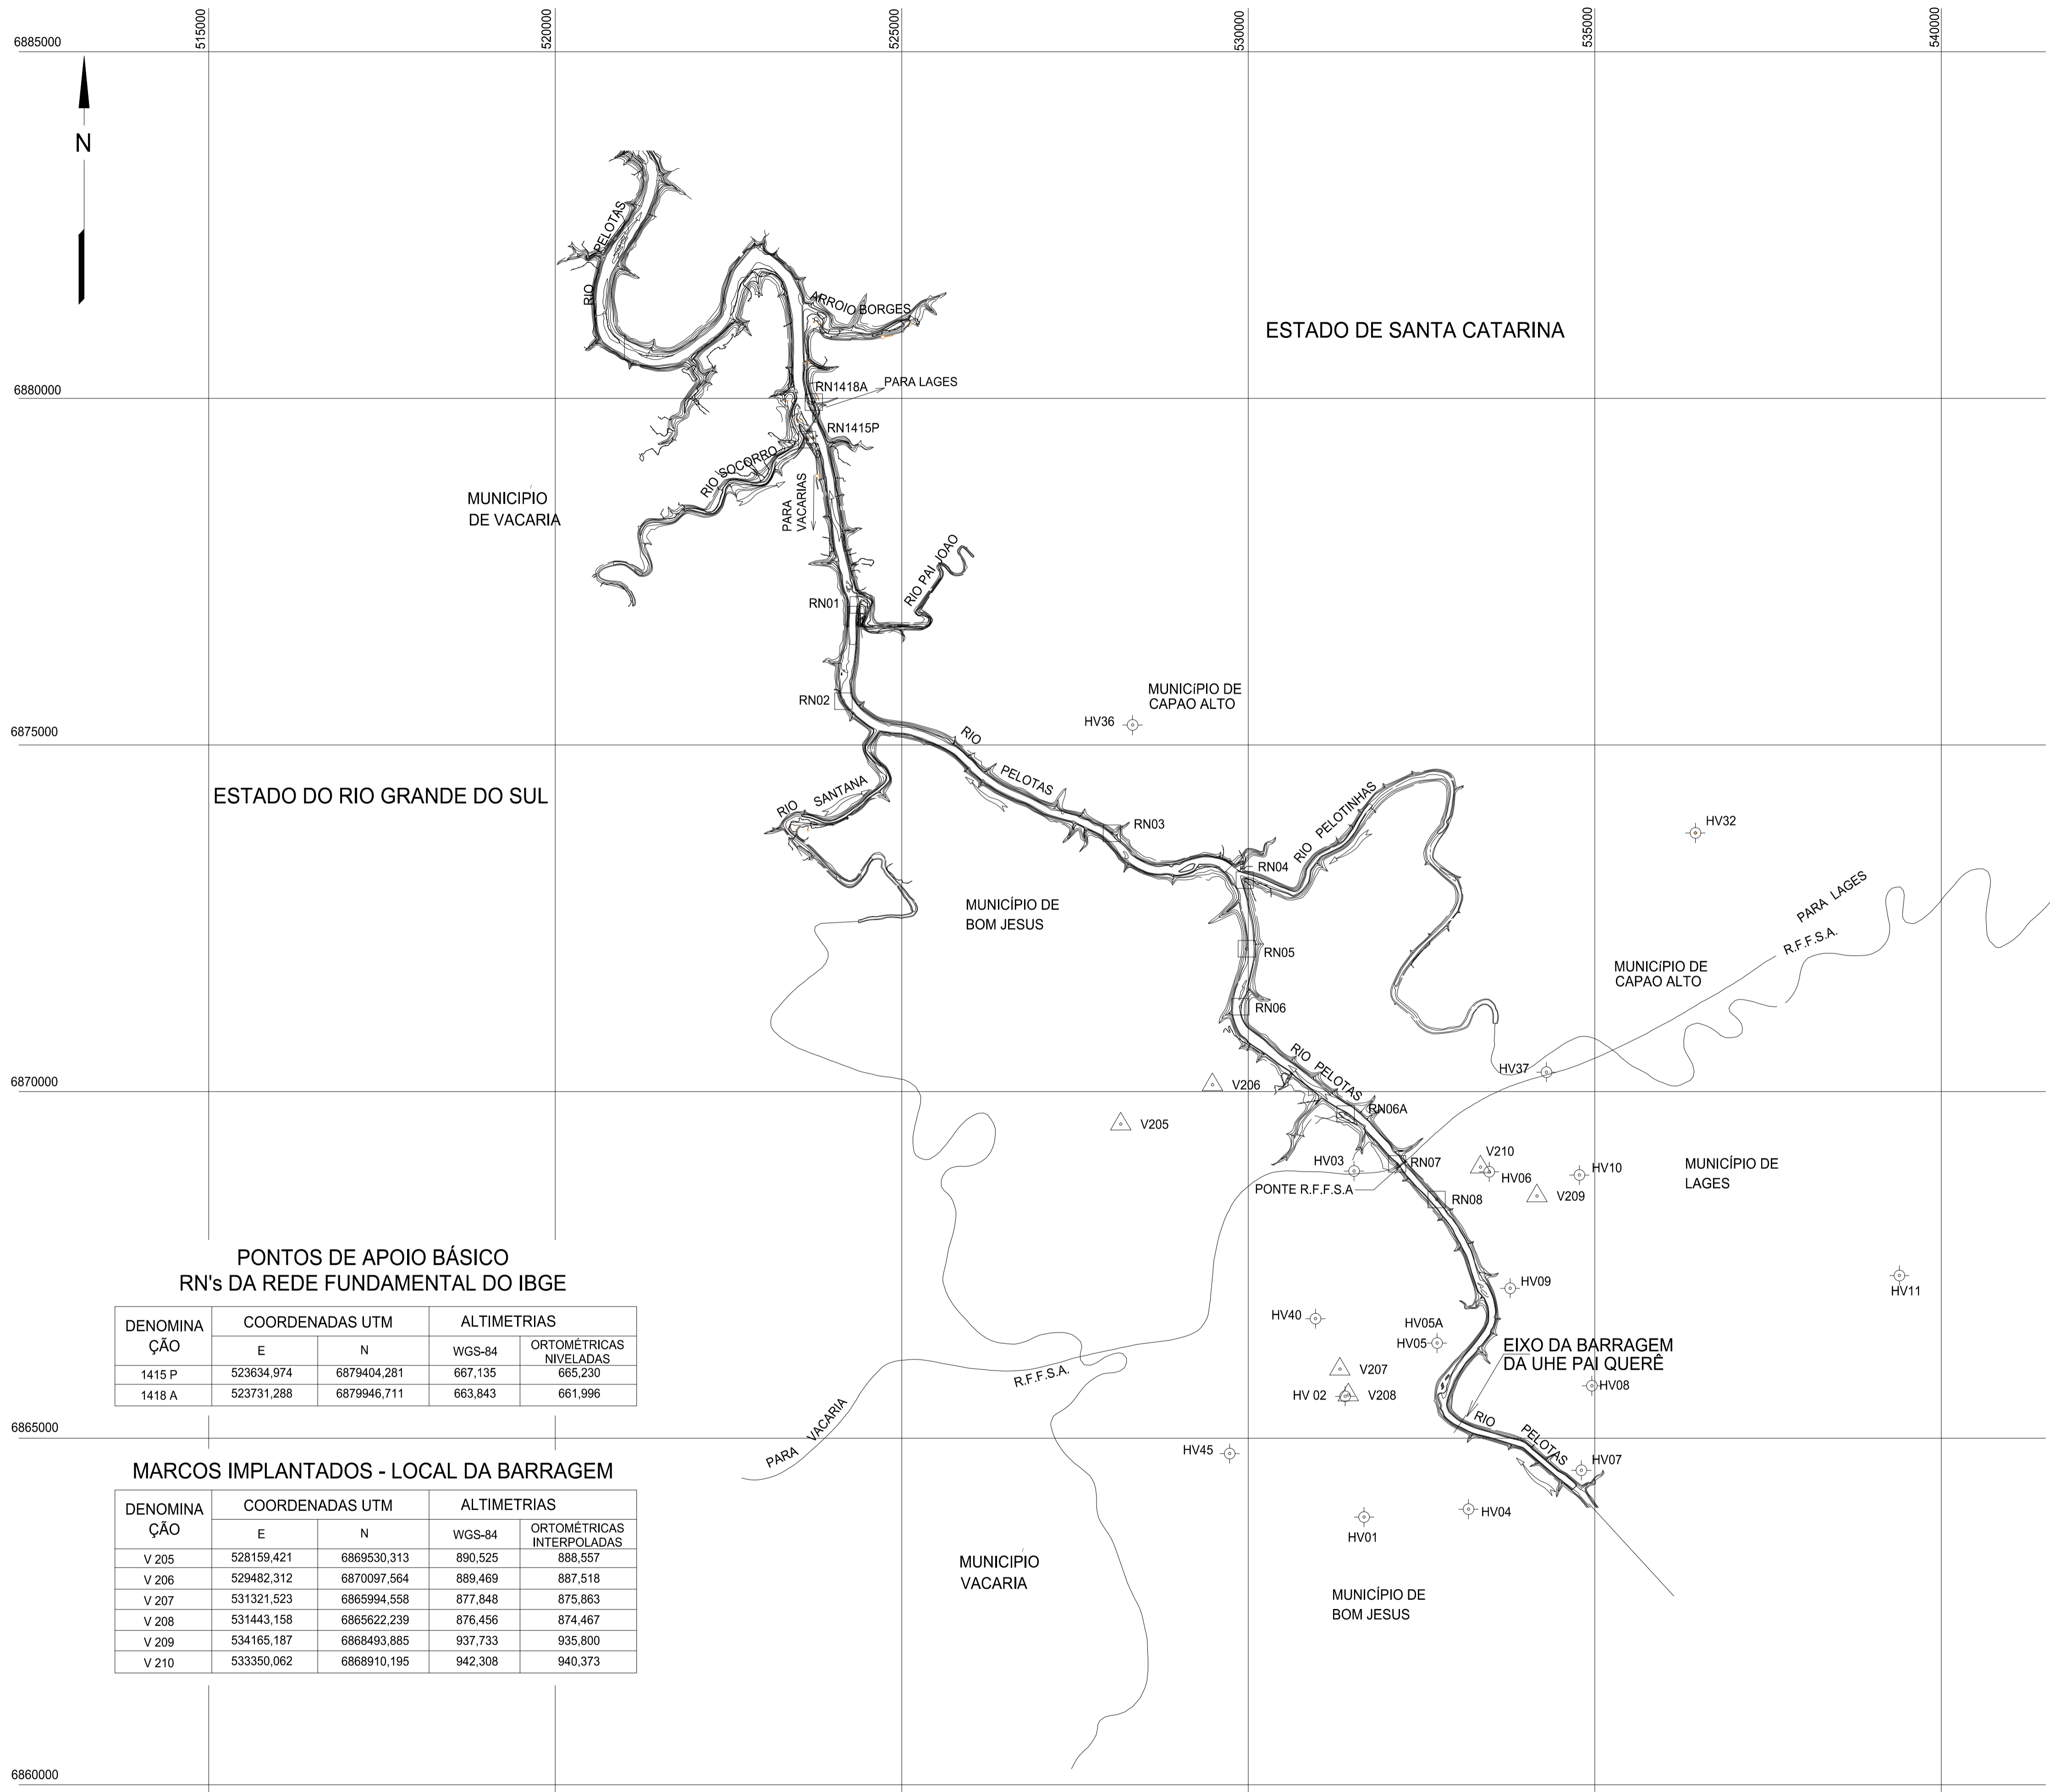 515000
520000
525000
530000
535000
540000
6885000
N
PELOTAS
RIO
ARROIO BORGES
ESTADO DE SANTA CATARINA
6880000
RN1418A
PARA LAGES
RN1415P
RIO SOCORRO
MUNICIPÍO
DE VACARIA
PARA
VACARIAS
RIO PAI JOAO
RN01
RN02
MUNICíPIO DE
CAPAO ALTO
HV36
6875000
RIO
PELOTAS
ESTADO DO RIO GRANDE DO SUL
RIO
SANTANA
RN03
RIO
PELOTINHAS
HV32
RN04
MUNICÍPIO DE
BOM JESUS
PARA LAGES
R.F.F.S.A.
RN05
MUNICíPIO DE
CAPAO ALTO
RN06
RIO PELOTAS
HV37
6870000
V206
RN06A
V205
HV03
RN07
V210
HV06
HV10
MUNICÍPIO DE
LAGES
PONTE R.F.F.S.A
RN08
V209
PONTOS DE APOIO BÁSICO
RN's DA REDE FUNDAMENTAL DO IBGE
HV09
HV11
DENOMINA
ÇÃO
COORDENADAS UTM
ALTIMETRIAS
E
N
WGS-84
ORTOMÉTRICAS
NIVELADAS
1415 P 523634,974 6879404,281 667,135 665,230
1418 A 523731,288 6879946,711 663,843 661,996
HV40
HV05A
HV05
EIXO DA BARRAGEM
DA UHE PAI QUERÊ
V207
R.F.F.S.A.
HV 02
V208
HV08
6865000
PARA VACARIA
RIO
PELOTAS
HV45
HV07
MARCOS IMPLANTADOS - LOCAL DA BARRAGEM
DENOMINA
ÇÃO
COORDENADAS UTM
ALTIMETRIAS
E
N
WGS-84
ORTOMÉTRICAS
INTERPOLADAS
V 205 528159,421 6869530,313 890,525 888,557
V 206 529482,312 6870097,564 889,469 887,518
V 207 531321,523 6865994,558 877,848 875,863
V 208 531443,158 6865622,239 876,456 874,467
V 209 534165,187 6868493,885 937,733 935,800
V 210 533350,062 6868910,195 942,308 940,373
HV04
HV01
MUNICIPÍO
VACARIA
MUNICÍPIO DE
BOM JESUS
6860000